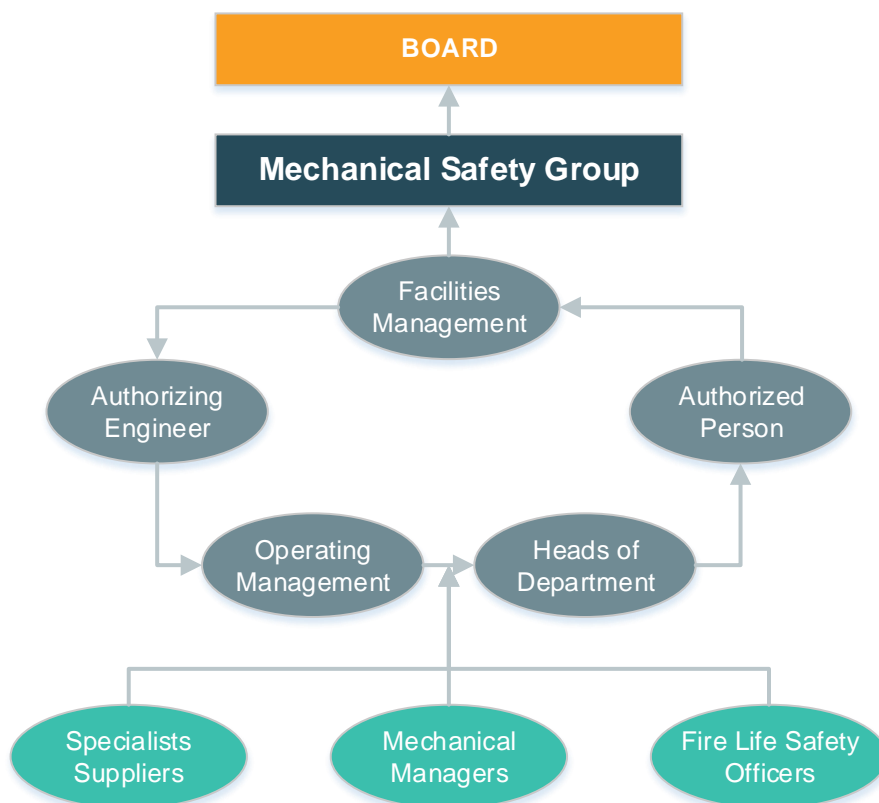 BOARD
Mechanical Safety Group
Facilities
Management
Authorizing
Engineer
Authorized
Person
Operating
Management
Heads of
Department
Specialists
Suppliers
Mechanical
Managers
Fire Life Safety
Officers